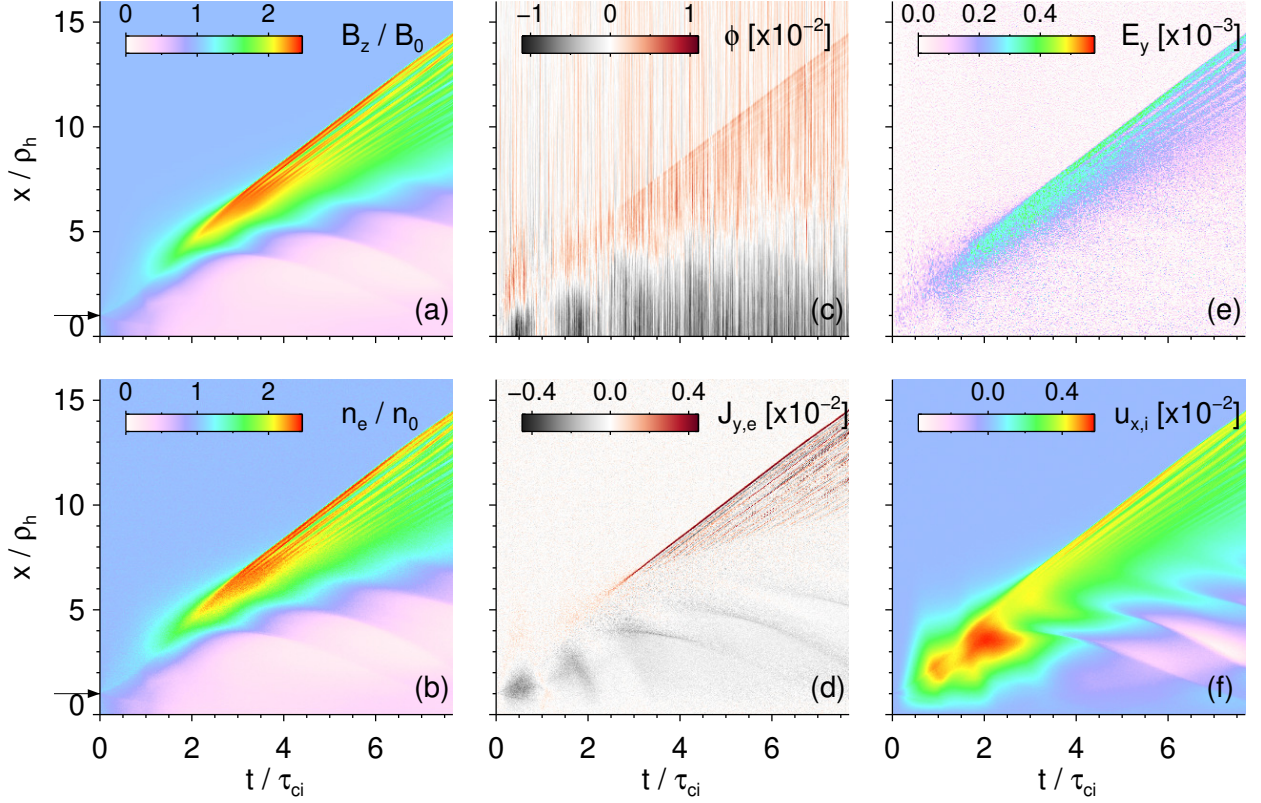 0 1 2
B_z / B_0
15
10
5
0
x / ρ_h
(a)
−1 0 1
ϕ [x10^−2]
(c)
0.0 0.2 0.4
E_y [x10^−3]
(e)
0 1 2
n_e / n_0
15
10
5
0
x / ρ_h
(b)
0 2 4 6
t / τ_ci
−0.4 0.0 0.4
J_y,e [x10^−2]
(d)
0 2 4 6
t / τ_ci
0.0 0.4
u_x,i [x10^−2]
(f)
0 2 4 6
t / τ_ci